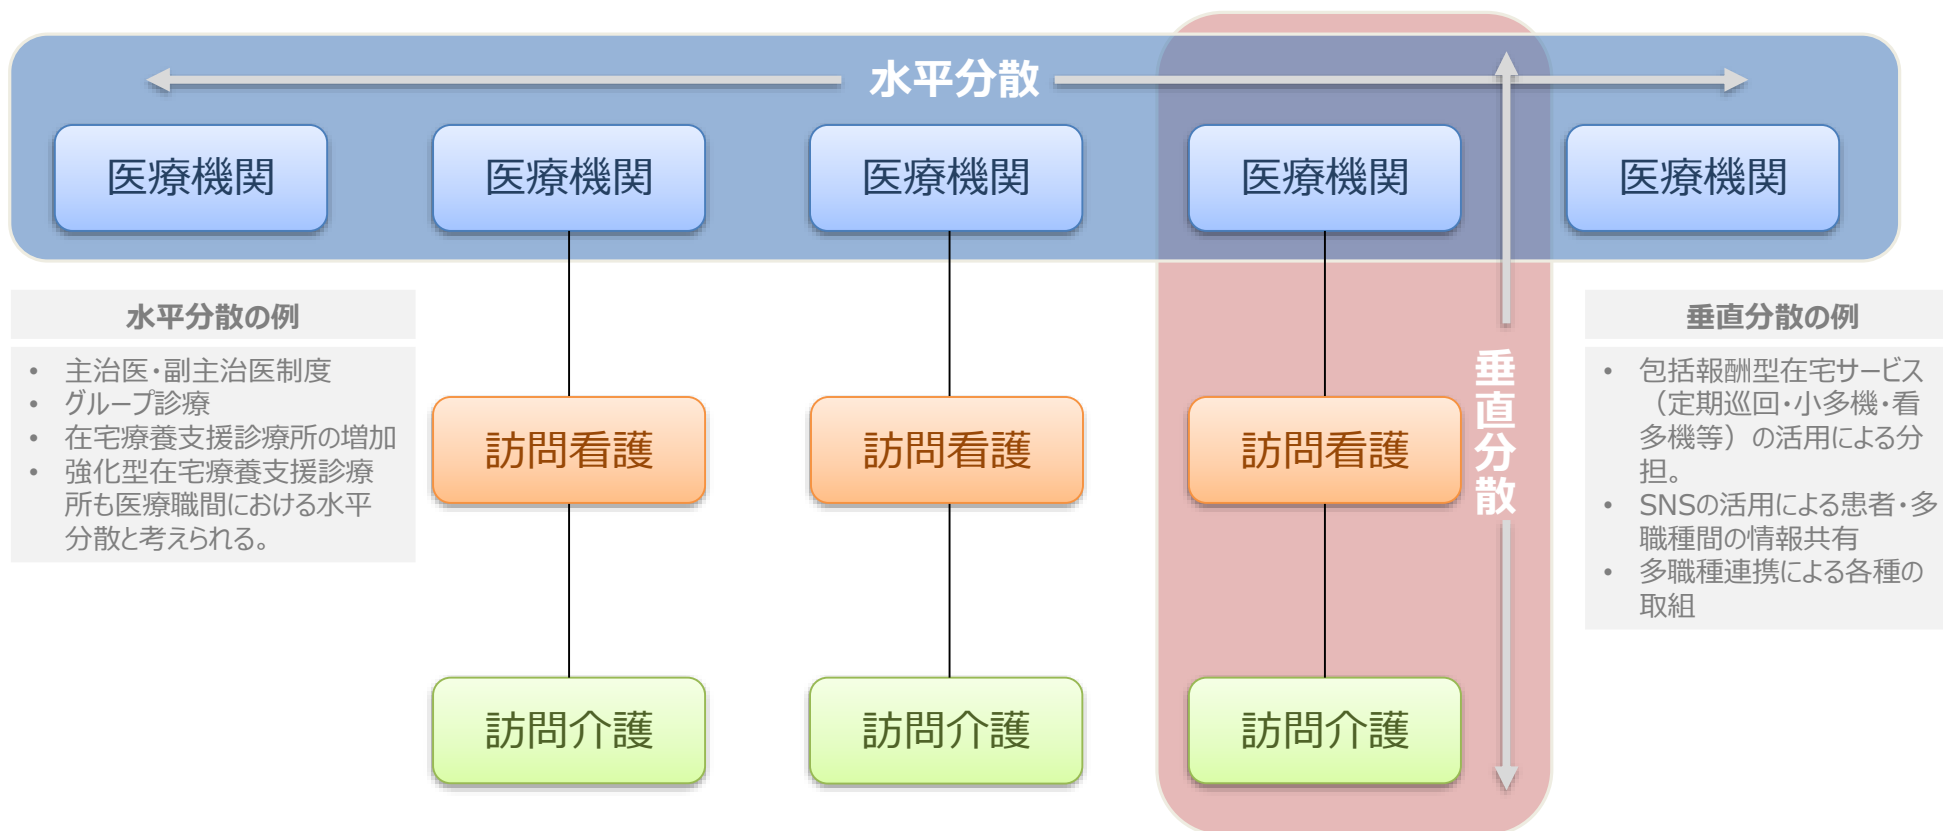 水平分散
医療機関
医療機関
医療機関
医療機関
医療機関
水平分散の例
• 主治医・副主治医制度
• グループ診療
• 在宅療養支援診療所の増加
• 強化型在宅療養支援診療
所も医療職間における水平
分散と考えられる。
訪問看護
訪問看護
訪問看護
訪問介護
訪問介護
訪問介護
垂直分散
垂直分散の例
• 包括報酬型在宅サービス
（定期巡回・小多機・看
多機等）の活用による分
担。
• SNSの活用による患者・多
職種間の情報共有
• 多職種連携による各種の
取組